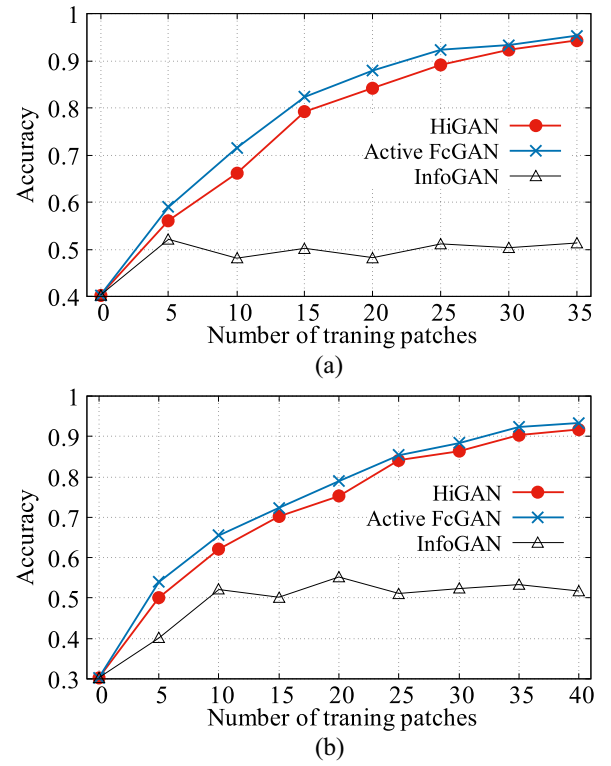 1
0.9
0.8
0.7
0.6
0.5
0.4
Accuracy
HiGAN
Active FcGAN
InfoGAN
0 5 10 15 20 25 30 35
Number of traning patches
(a)
1
0.9
0.8
0.7
0.6
0.5
0.4
0.3
Accuracy
HiGAN
Active FcGAN
InfoGAN
0 5 10 15 20 25 30 35 40
Number of traning patches
(b)